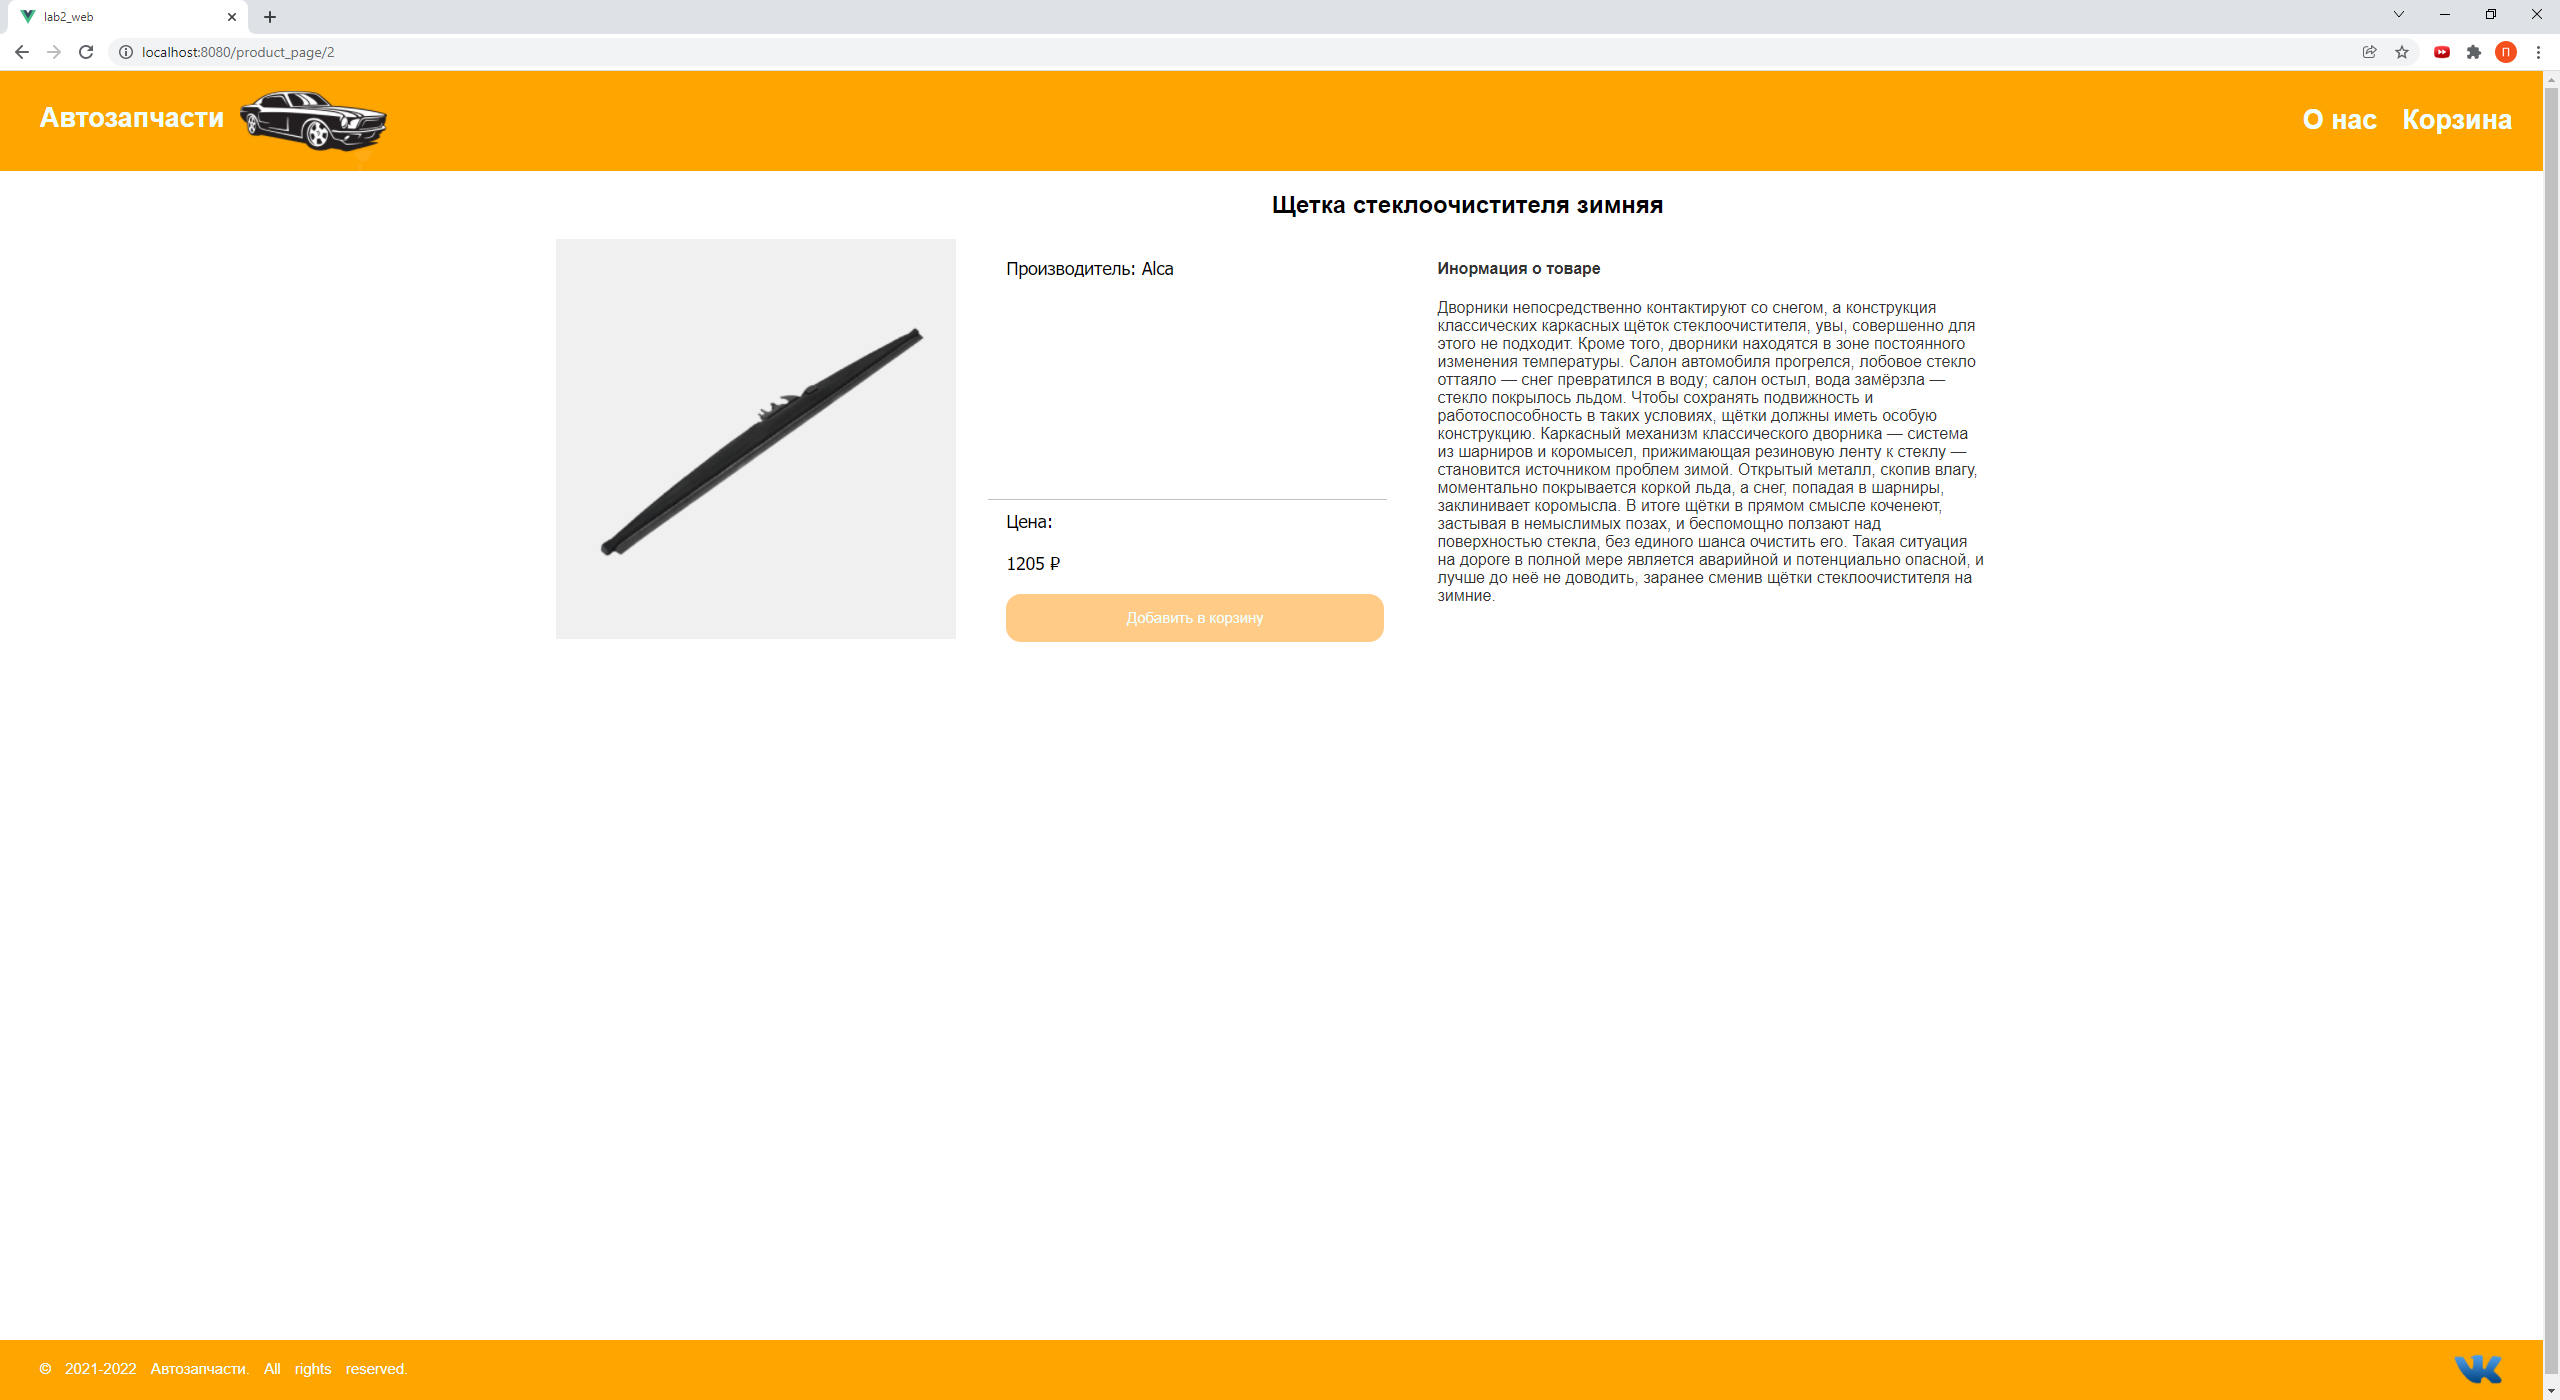 lab2_web
localhost:8080/product_page/2
П
Автозапчасти
О нас Корзина
Щетка стеклоочистителя зимняя
Производитель: Alca
Цена:
1205 ₽
Добавить в корзину
Инормация о товаре
Дворники непосредственно контактируют со снегом, а конструкция
классических каркасных щёток стеклоочистителя, увы, совершенно для
этого не подходит. Кроме того, дворники находятся в зоне постоянного
изменения температуры. Салон автомобиля прогрелся, лобовое стекло
оттаяло — снег превратился в воду; салон остыл, вода замёрзла —
стекло покрылось льдом. Чтобы сохранять подвижность и
работоспособность в таких условиях, щётки должны иметь особую
конструкцию. Каркасный механизм классического дворника — система
из шарниров и коромысел, прижимающая резиновую ленту к стеклу —
становится источником проблем зимой. Открытый металл, скопив влагу,
моментально покрывается коркой льда, а снег, попадая в шарниры,
заклинивает коромысла. В итоге щётки в прямом смысле коченеют,
застывая в немыслимых позах, и беспомощно ползают над
поверхностью стекла, без единого шанса очистить его. Такая ситуация
на дороге в полной мере является аварийной и потенциально опасной, и
лучше до неё не доводить, заранее сменив щётки стеклоочистителя на
зимние.
© 2021-2022 Автозапчасти. All rights reserved.